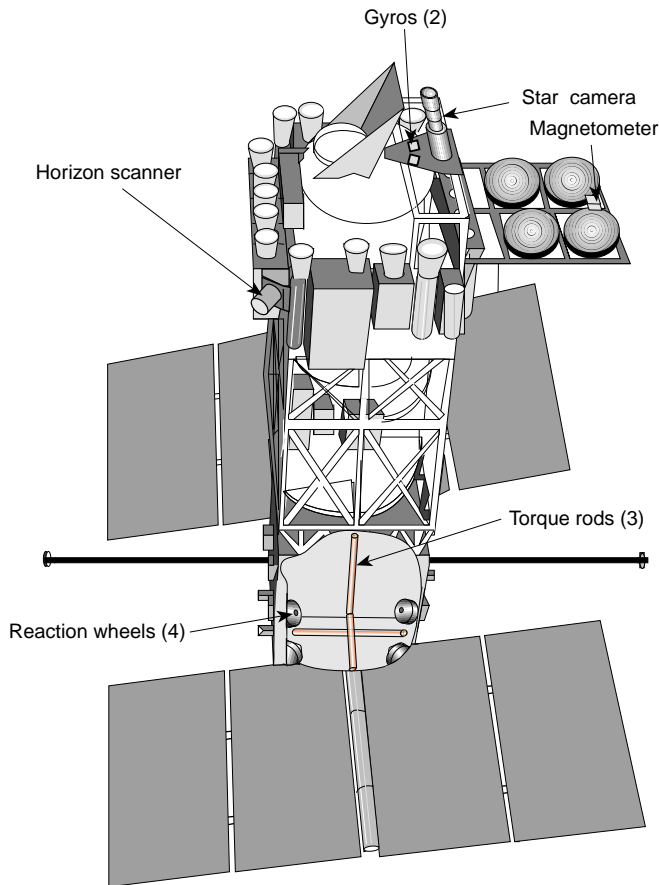 Gyros (2)
Star camera
Magnetometer
Horizon scanner
Torque rods (3)
Reaction wheels (4)